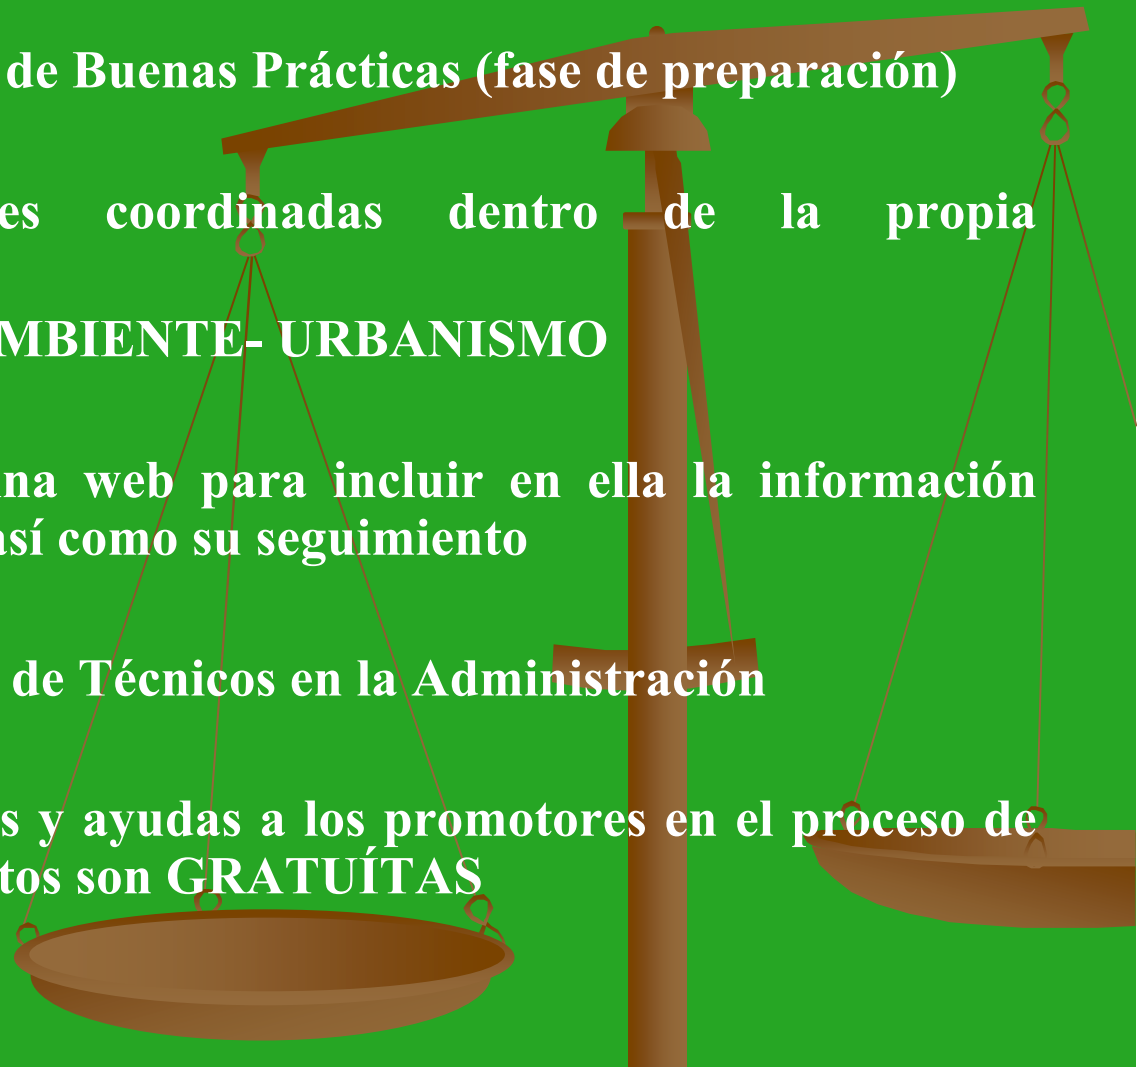 de Buenas Prácticas (fase de preparación)
es coordinadas dentro de la propia
MBIENTE- URBANISMO
na web para incluir en ella la información
así como su seguimiento
de Técnicos en la Administración
s y ayudas a los promotores en el proceso de
tos son GRATUÍTAS